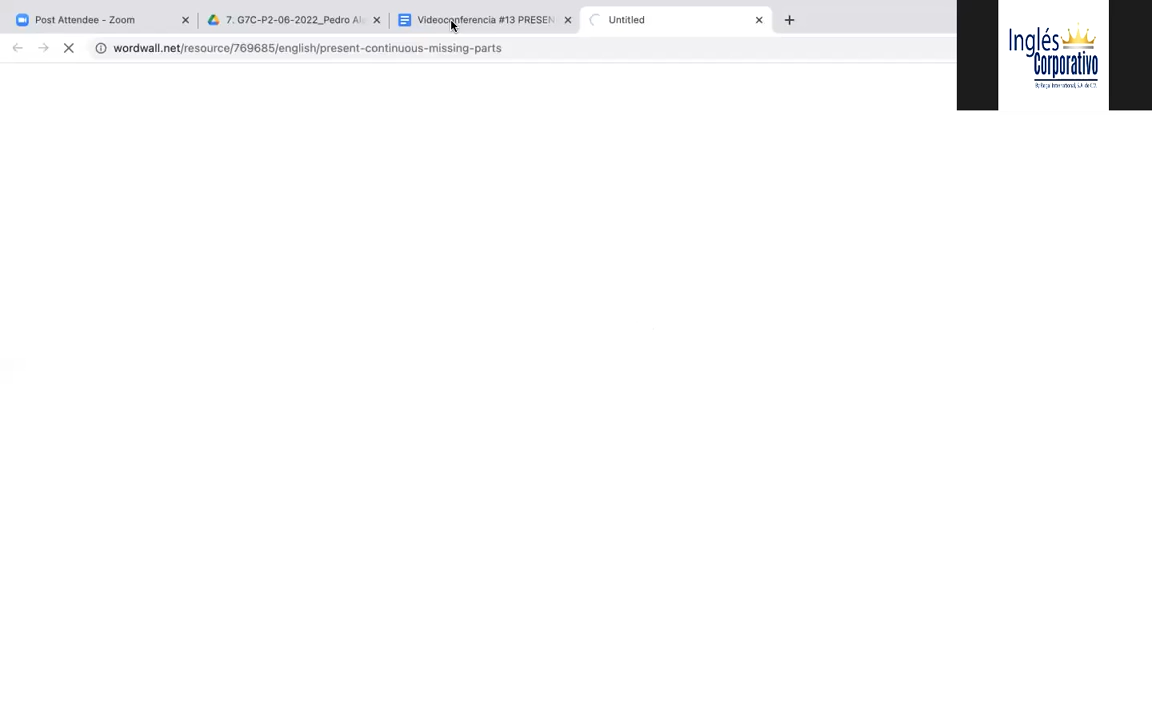 Post Attendee - Zoom
7. G7C-P2-06-2022_Pedro Al
Videoconferencia #13 PRESEN
Untitled
wordwall.net/resource/769685/english/present-continuous-missing-parts
Inglés
Corporativo